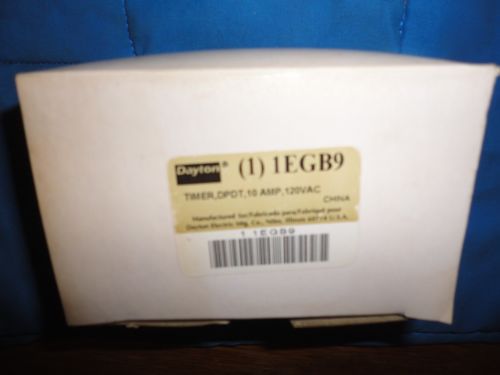 Dayton® (1) 1EGB9
TIMER,DPDT,10 AMP,120VAC
CHINA
Manufactured for/Fabricado para/Fabriqué pour
Dayton Electric Mfg. Co., Niles, Illinois 60714 U.S.A.
1 1EGB9